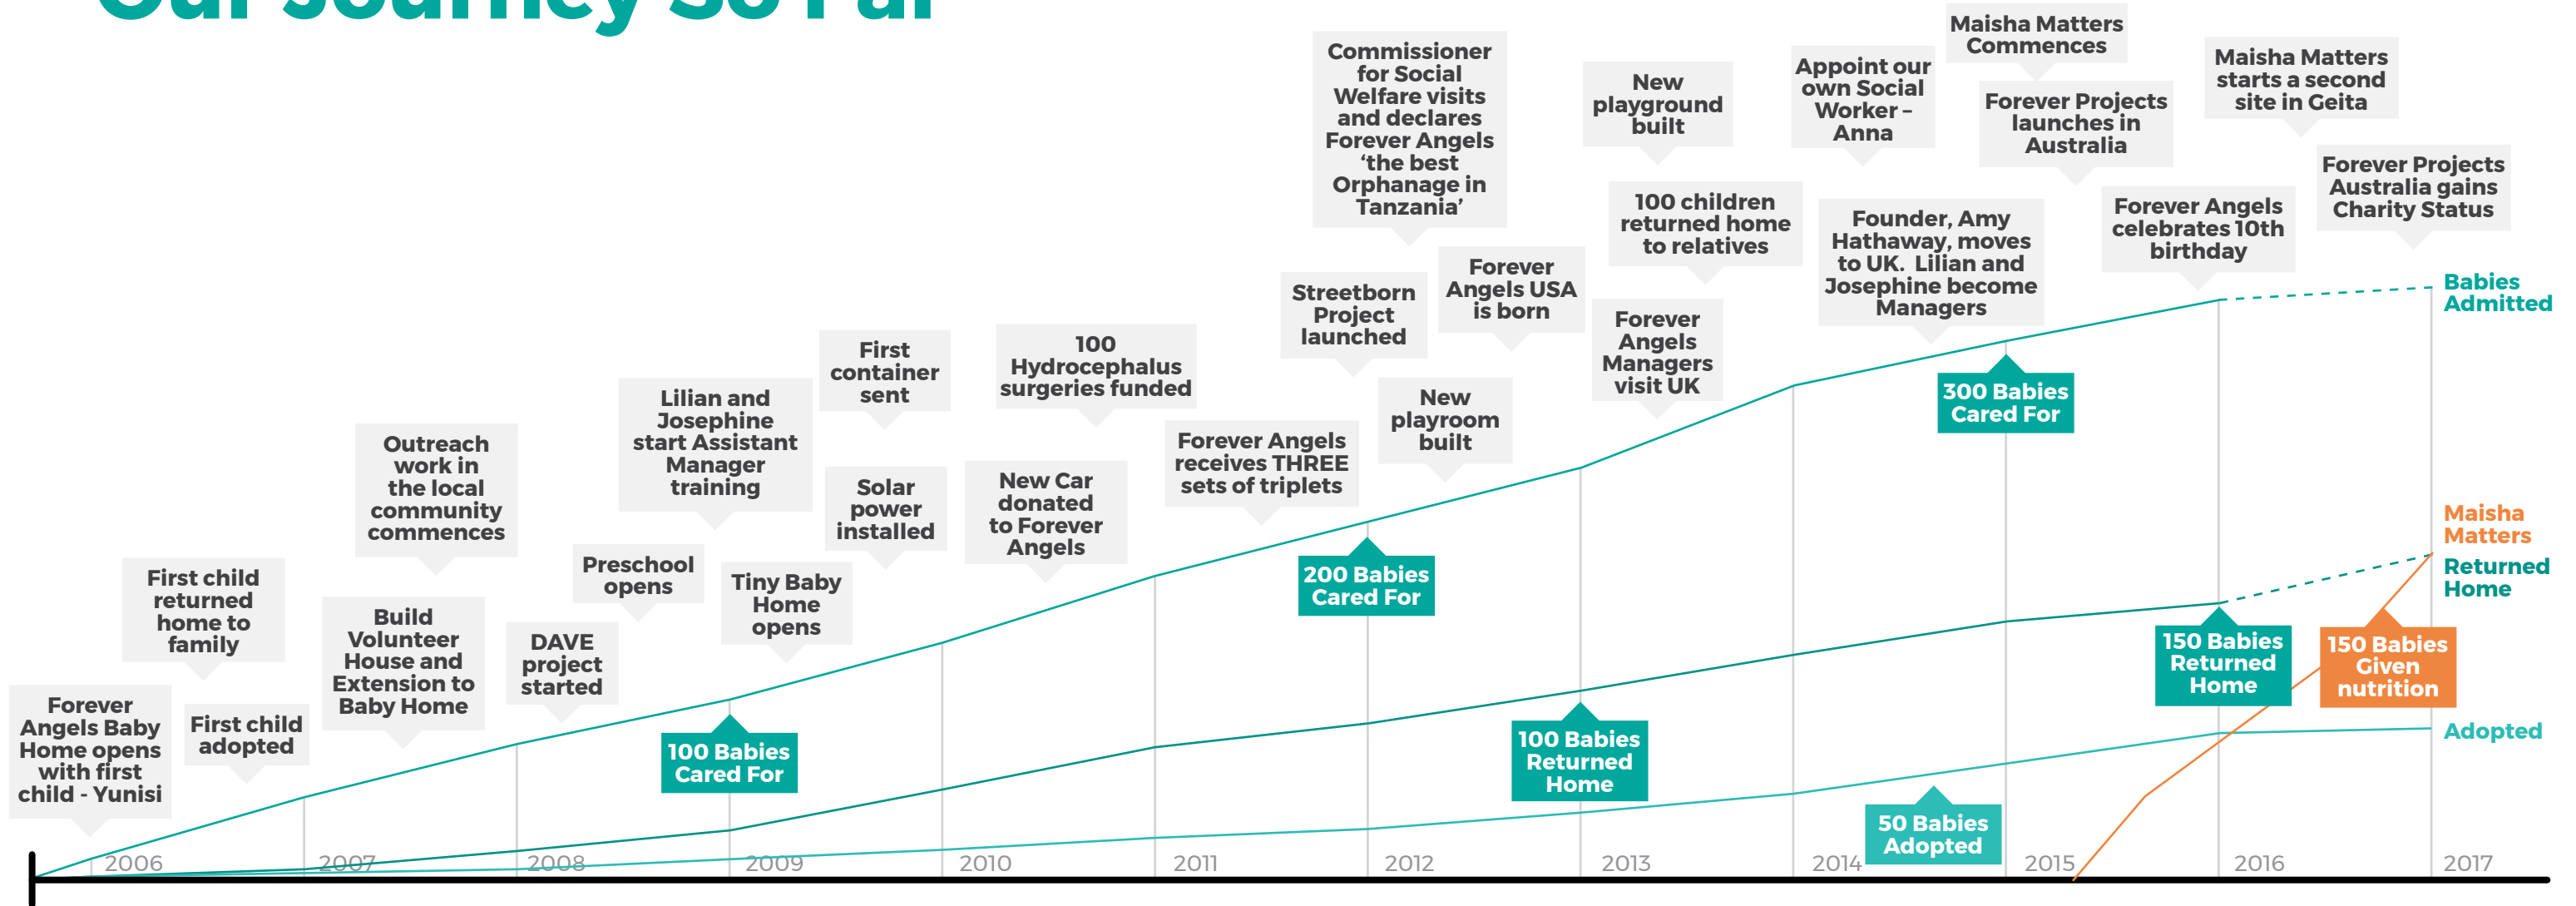 Our Journey So Far
Forever
Angels Baby
Home opens
with first
child - Yunisi
First child
returned
home to
family
First child
adopted
Outreach
work in
the local
community
commences
Build
Volunteer
House and
Extension to
Baby Home
DAVE
project
started
Preschool
opens
Lilian and
Josephine
start Assistant
Manager
training
Tiny Baby
Home
opens
First
container
sent
Solar
power
installed
100
Hydrocephalus
surgeries funded
New Car
donated
to Forever
Angels
Forever Angels
receives THREE
sets of triplets
Commissioner
for Social
Welfare visits
and declares
Forever Angels
‘the best
Orphanage in
Tanzania’
Streetborn
Project
launched
Forever
Angels USA
is born
New
playroom
built
New
playground
built
100 children
returned home
to relatives
Forever
Angels
Managers
visit UK
Appoint our
own Social
Worker –
Anna
Founder, Amy
Hathaway, moves
to UK. Lilian and
Josephine become
Managers
Maisha Matters
Commences
Forever Projects
launches in
Australia
Forever Angels
celebrates 10th
birthday
Maisha Matters
starts a second
site in Geita
Forever Projects
Australia gains
Charity Status
Babies
Admitted
Maisha
Matters
Returned
Home
Adopted
100 Babies
Cared For
200 Babies
Cared For
100 Babies
Returned
Home
300 Babies
Cared For
50 Babies
Adopted
150 Babies
Returned
Home
150 Babies
Given
nutrition
2006
2007
2008
2009
2010
2011
2012
2013
2014
2015
2016
2017